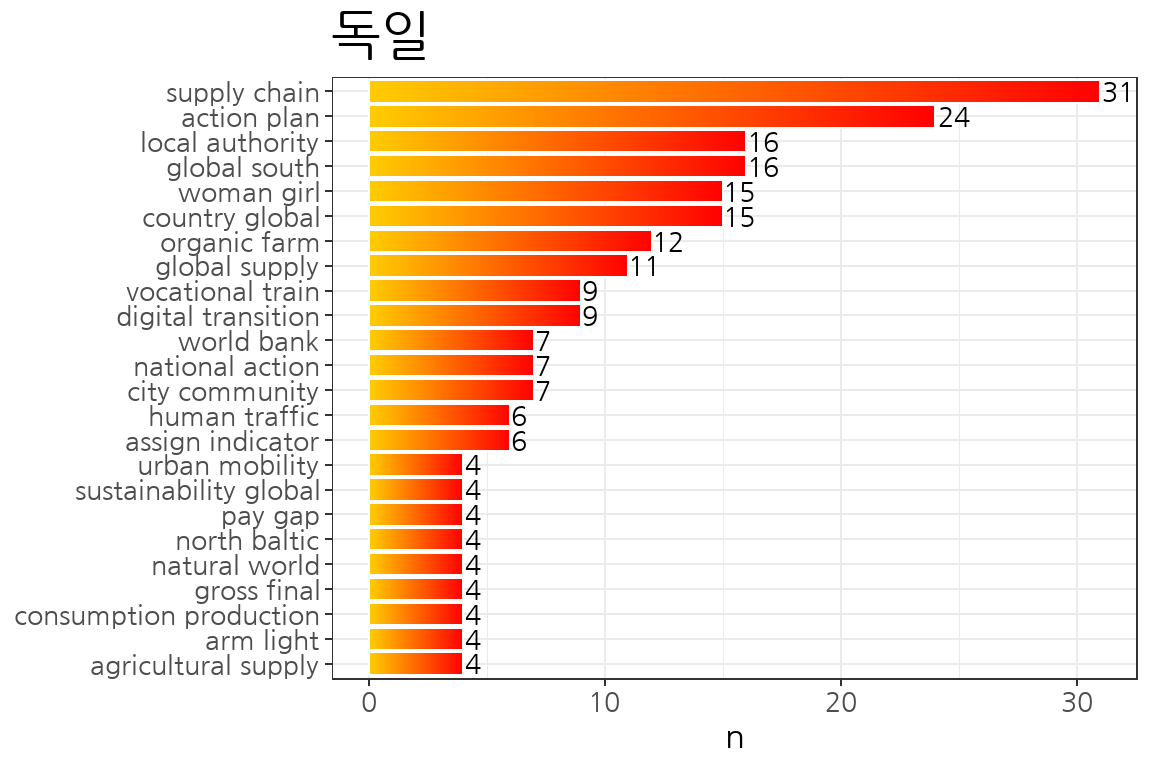 독일
supply chain 31
action plan 24
local authority 16
global south 16
woman girl 15
country global 15
organic farm 12
global supply 11
vocational train 9
digital transition 9
world bank 7
national action 7
city community 7
human traffic 6
assign indicator 6
urban mobility 4
sustainability global 4
pay gap 4
north baltic 4
natural world 4
gross final 4
consumption production 4
arm light 4
agricultural supply 4
0 10 20 30
n